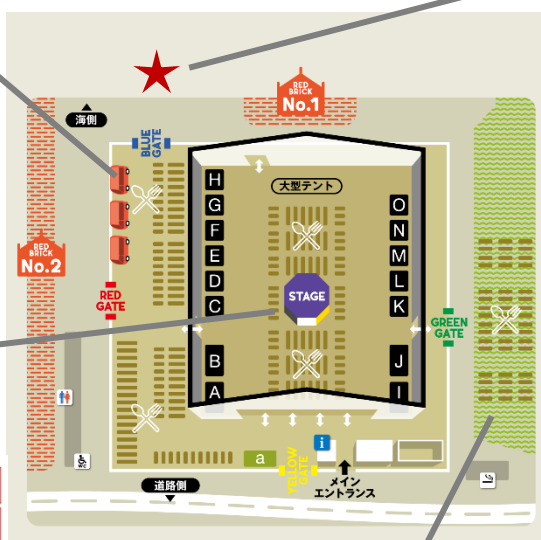 RED
BRICK
No.1
海側
BLUE
GATE
大型テント
H
G
F
E
D
C
B
A
O
N
M
L
K
J
I
STAGE
RED
BRICK
No.2
RED
GATE
GREEN
GATE
WC
i
a
YELLOW
GATE
メイン
エントランス
道路側